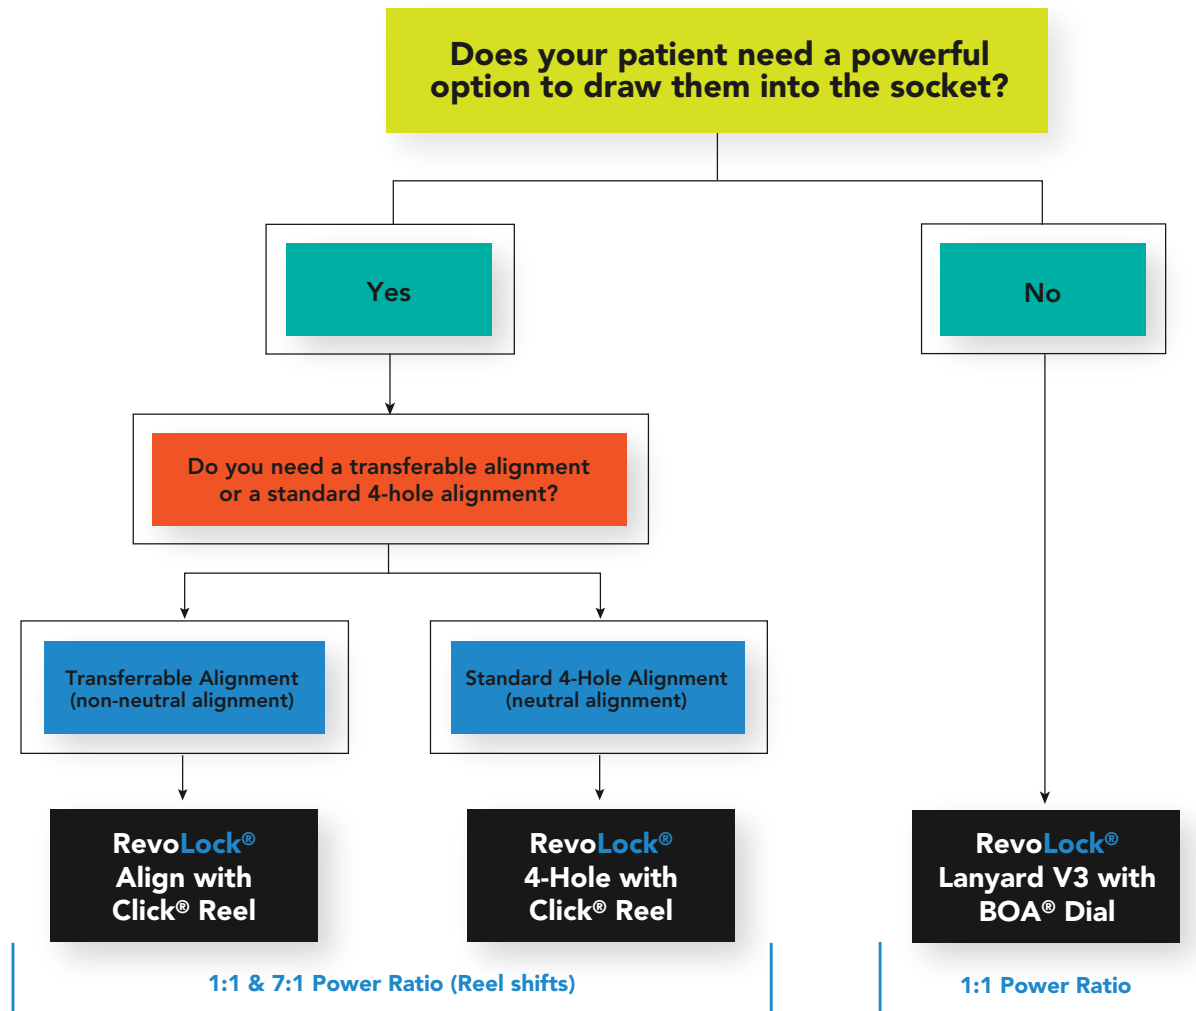 Does your patient need a powerful
option to draw them into the socket?
Yes
No
Do you need a transferable alignment
or a standard 4-hole alignment?
Transferrable Alignment
(non-neutral alignment)
Standard 4-Hole Alignment
(neutral alignment)
RevoLock®
Align with
Click® Reel
RevoLock®
4-Hole with
Click® Reel
RevoLock®
Lanyard V3 with
BOA® Dial
1:1 & 7:1 Power Ratio (Reel shifts)
1:1 Power Ratio